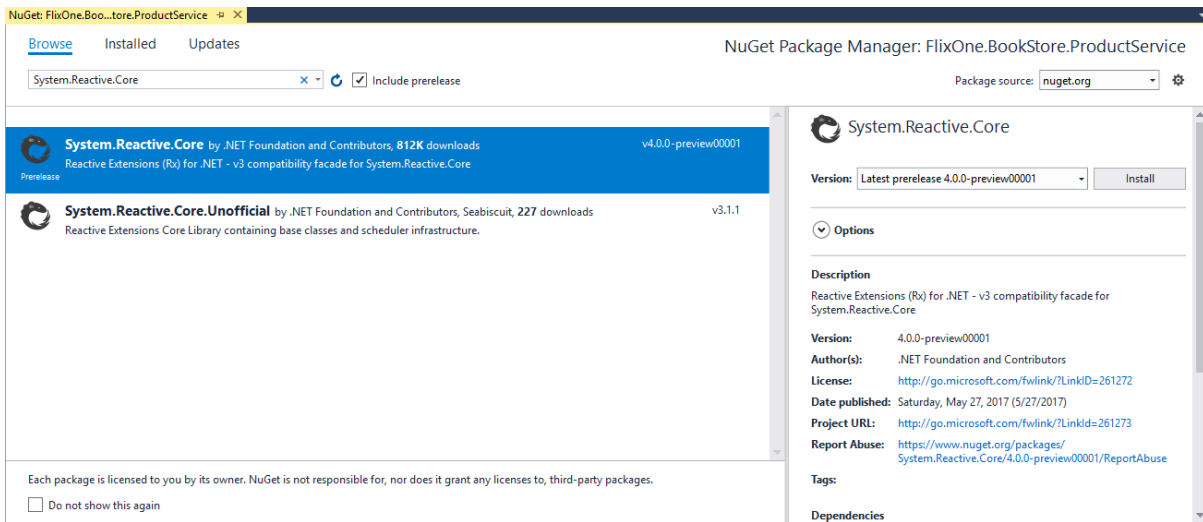 NuGet: FlixOne.Boo...tore.ProductService
Browse Installed Updates
NuGet Package Manager: FlixOne.BookStore.ProductService
System.Reactive.Core
Include prerelease
Package source: nuget.org
System.Reactive.Core by .NET Foundation and Contributors, 812K downloads
v4.0.0-preview00001
Reactive Extensions (Rx) for .NET - v3 compatibility facade for System.Reactive.Core
Prerelease
System.Reactive.Core.Unofficial by .NET Foundation and Contributors, Seabiscuit, 227 downloads
v3.1.1
Reactive Extensions Core Library containing base classes and scheduler infrastructure.
Each package is licensed to you by its owner. NuGet is not responsible for, nor does it grant any licenses to, third-party packages.
Do not show this again
System.Reactive.Core
Version: Latest prerelease 4.0.0-preview00001 Install
Options
Description
Reactive Extensions (Rx) for .NET - v3 compatibility facade for
System.Reactive.Core
Version: 4.0.0-preview00001
Author(s): .NET Foundation and Contributors
License: http://go.microsoft.com/fwlink/?LinkID=261272
Date published: Saturday, May 27, 2017 (5/27/2017)
Project URL: http://go.microsoft.com/fwlink/?LinkId=261273
Report Abuse: https://www.nuget.org/packages/
System.Reactive.Core/4.0.0-preview00001/ReportAbuse
Tags:
Dependencies